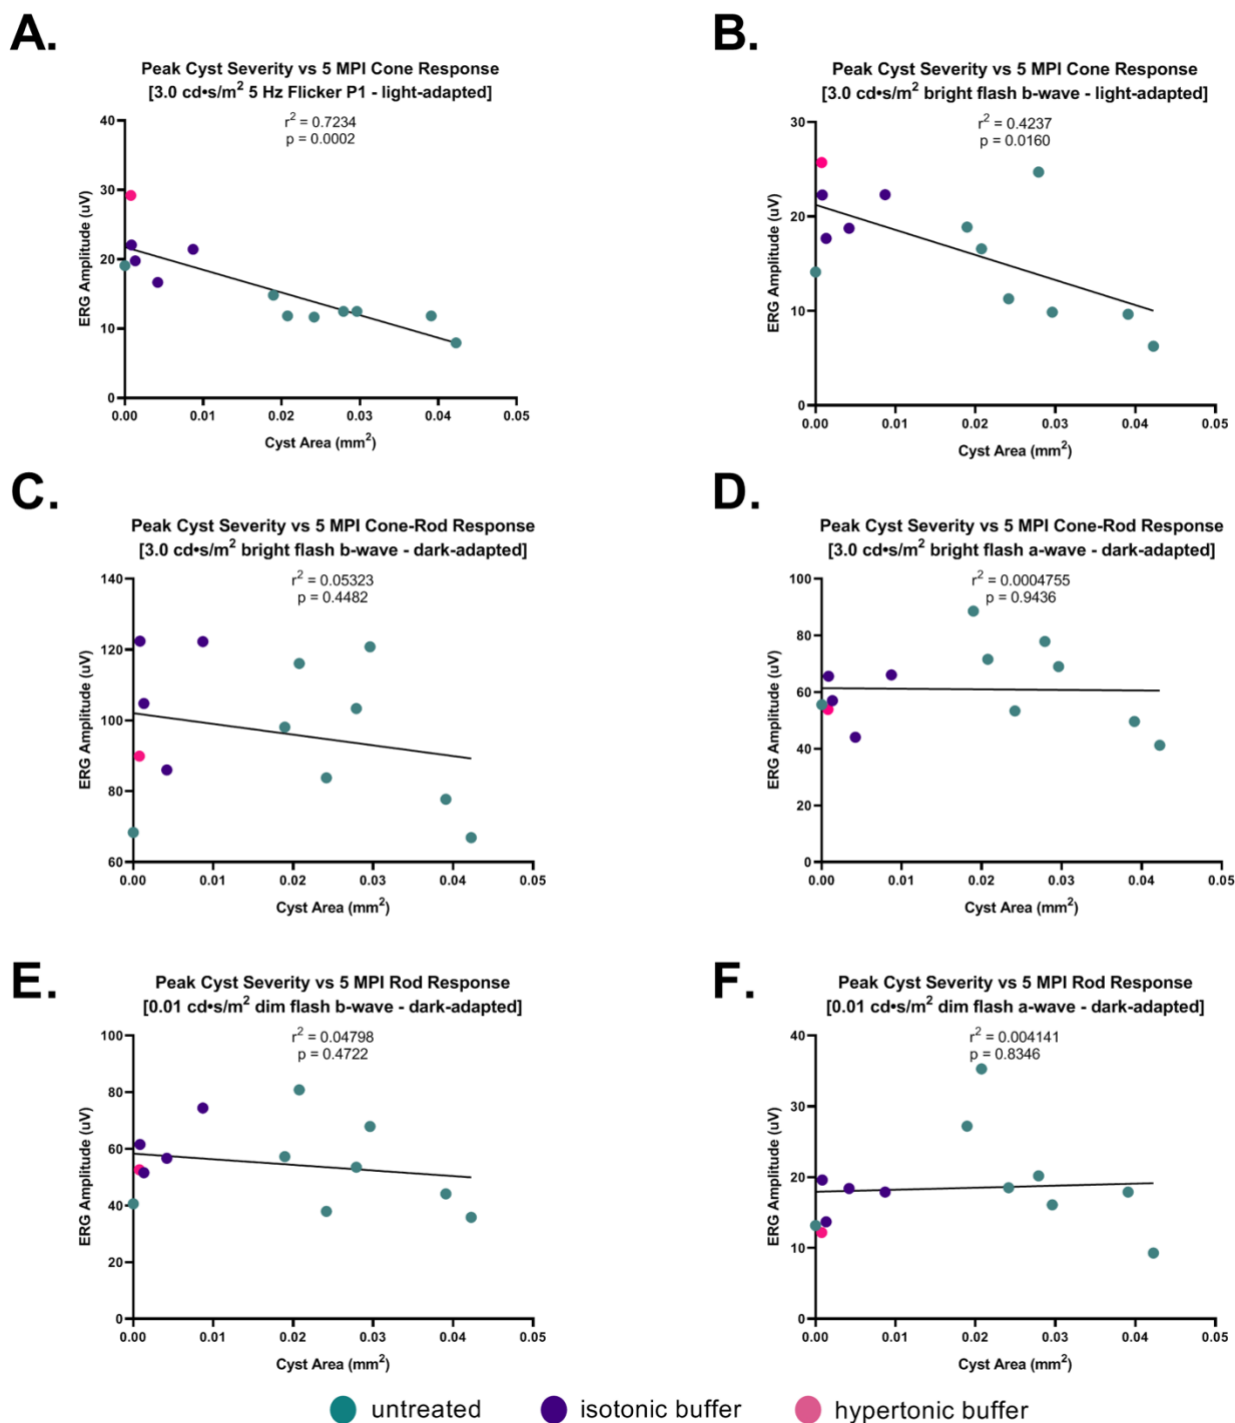 A.
Peak Cyst Severity vs 5 MPI Cone Response
[3.0 cd•s/m² 5 Hz Flicker P1 - light-adapted]
r² = 0.7234
p = 0.0002
ERG Amplitude (uV)
40
30
20
10
0
0.00 0.01 0.02 0.03 0.04 0.05
Cyst Area (mm²)
B.
Peak Cyst Severity vs 5 MPI Cone Response
[3.0 cd•s/m² bright flash b-wave - light-adapted]
r² = 0.4237
p = 0.0160
ERG Amplitude (uV)
30
20
10
0
0.00 0.01 0.02 0.03 0.04 0.05
Cyst Area (mm²)
C.
Peak Cyst Severity vs 5 MPI Cone-Rod Response
[3.0 cd•s/m² bright flash b-wave - dark-adapted]
r² = 0.05323
p = 0.4482
ERG Amplitude (uV)
140
120
100
80
60
0.00 0.01 0.02 0.03 0.04 0.05
Cyst Area (mm²)
D.
Peak Cyst Severity vs 5 MPI Cone-Rod Response
[3.0 cd•s/m² bright flash a-wave - dark-adapted]
r² = 0.0004755
p = 0.9436
ERG Amplitude (uV)
100
80
60
40
20
0
0.00 0.01 0.02 0.03 0.04 0.05
Cyst Area (mm²)
E.
Peak Cyst Severity vs 5 MPI Rod Response
[0.01 cd•s/m² dim flash b-wave - dark-adapted]
r² = 0.04798
p = 0.4722
ERG Amplitude (uV)
100
80
60
40
20
0
0.00 0.01 0.02 0.03 0.04 0.05
Cyst Area (mm²)
F.
Peak Cyst Severity vs 5 MPI Rod Response
[0.01 cd•s/m² dim flash a-wave - dark-adapted]
r² = 0.004141
p = 0.8346
ERG Amplitude (uV)
40
30
20
10
0
0.00 0.01 0.02 0.03 0.04 0.05
Cyst Area (mm²)
untreated isotonic buffer hypertonic buffer